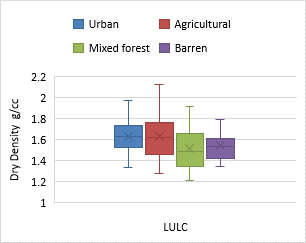 Urban Agricultural
Mixed forest Barren
2.2
2
1.8
1.6
1.4
1.2
1
Dry Density g/cc
LULC